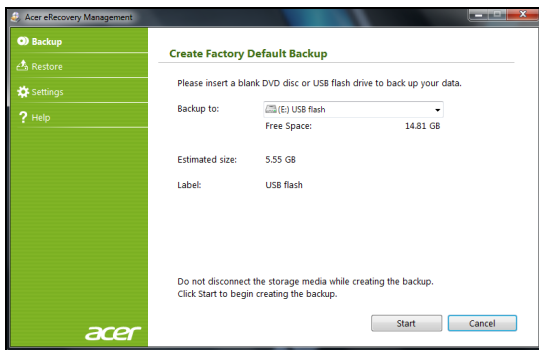 Acer eRecovery Management
Backup
Restore
Settings
Help
Create Factory Default Backup
Please insert a blank DVD disc or USB flash drive to back up your data.
Backup to: (E:) USB flash
Free Space: 14.81 GB
Estimated size: 5.55 GB
Label: USB flash
Do not disconnect the storage media while creating the backup.
Click Start to begin creating the backup.
Start Cancel
acer